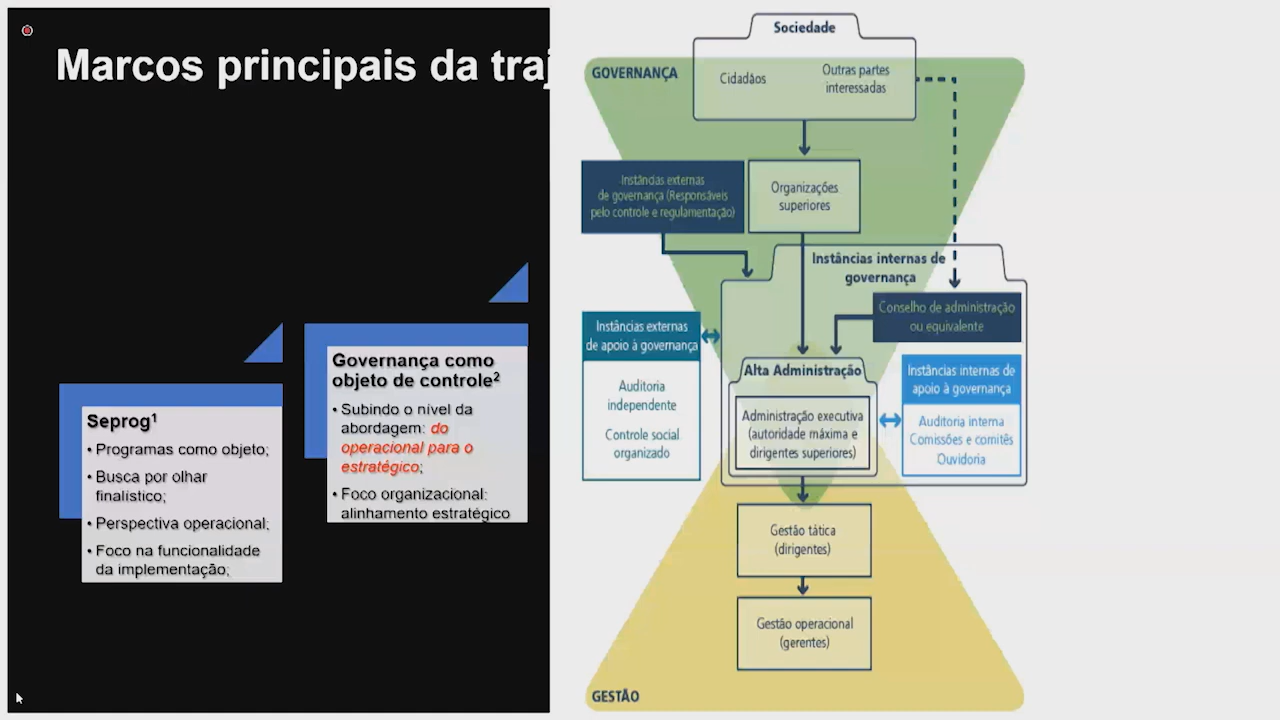 Marcos principais da traj
Seprog¹
• Programas como objeto;
• Busca por olhar
finalístico;
• Perspectiva operacional;
• Foco na funcionalidade
da implementação;
Governança como
objeto de controle²
• Subindo o nível da
abordagem: do
operacional para o
estratégico;
• Foco organizacional:
alinhamento estratégico
Sociedade
GOVERNANÇA
Cidadãos
Outras partes
interessadas
Instâncias externas
de governança (Responsáveis
pelo controle e regulamentação)
Organizações
superiores
Instâncias internas de
governança
Conselho de administração
ou equivalente
Instâncias externas
de apoio à governança
Auditoria
independente
Controle social
organizado
Alta Administração
Administração executiva
(autoridade máxima e
dirigentes superiores)
Instâncias internas de
apoio à governança
Auditoria interna
Comissões e comitês
Ouvidoria
Gestão tática
(dirigentes)
Gestão operacional
(gerentes)
GESTÃO